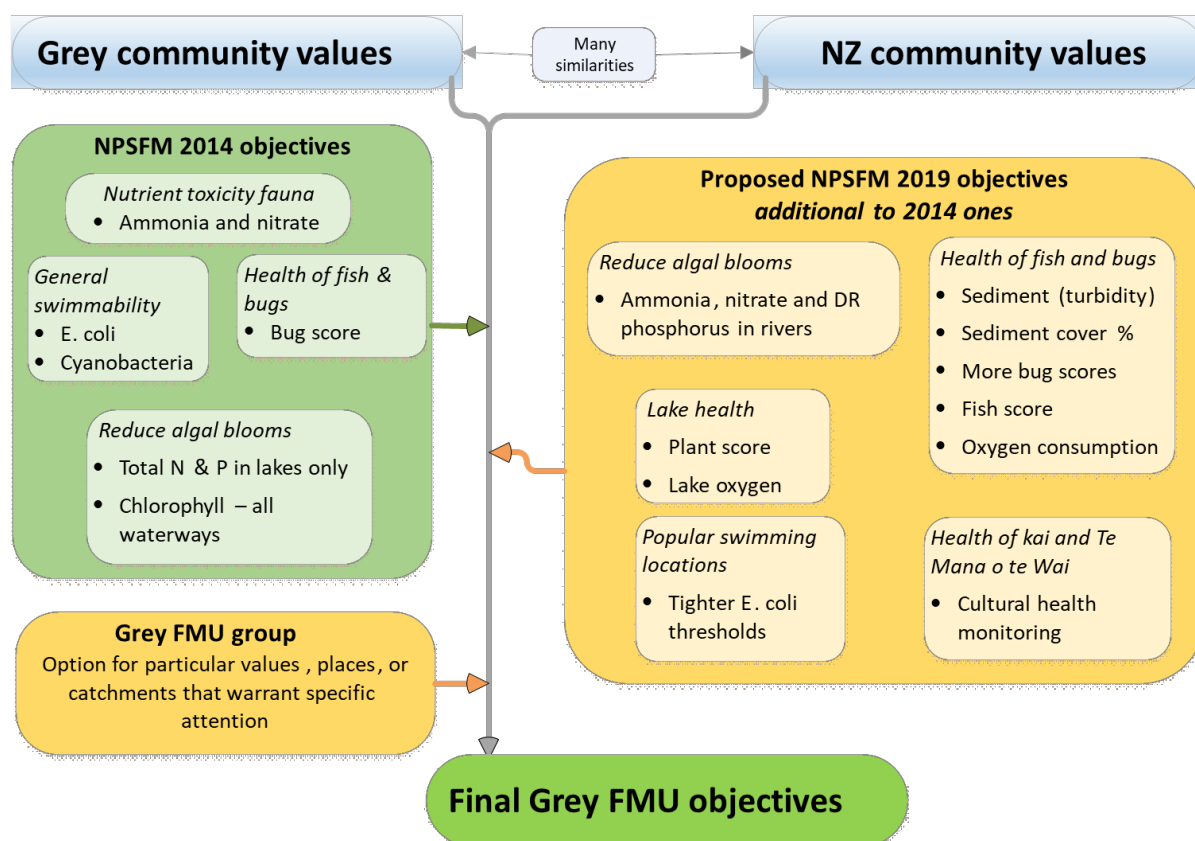 Grey community values
Many
similarities
NZ community values
NPSFM 2014 objectives
Nutrient toxicity fauna
• Ammonia and nitrate
General
swimmability
• E. coli
• Cyanobacteria
Health of fish &
bugs
• Bug score
Reduce algal blooms
• Total N & P in lakes only
• Chlorophyll – all
waterways
Proposed NPSFM 2019 objectives
additional to 2014 ones
Reduce algal blooms
• Ammonia, nitrate and DR
phosphorus in rivers
Health of fish and bugs
• Sediment (turbidity)
• Sediment cover %
• More bug scores
• Fish score
• Oxygen consumption
Lake health
• Plant score
• Lake oxygen
Popular swimming
locations
• Tighter E. coli
thresholds
Health of kai and Te
Mana o te Wai
• Cultural health
monitoring
Grey FMU group
Option for particular values , places, or
catchments that warrant specific
attention
Final Grey FMU objectives